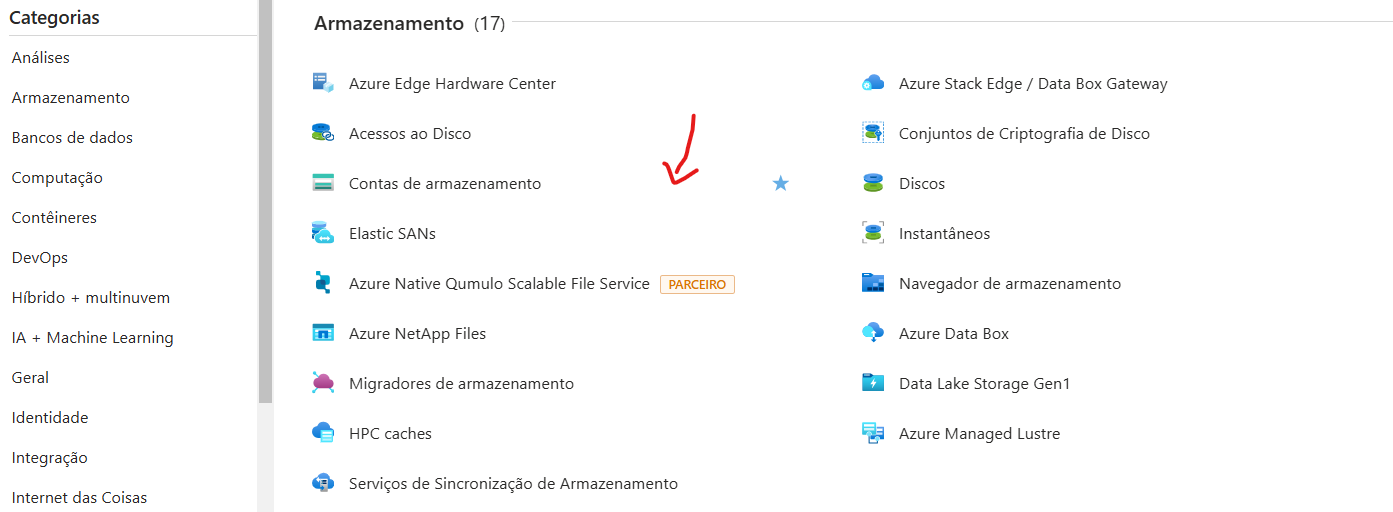 Categorias
Análises
Armazenamento
Bancos de dados
Computação
Contêineres
DevOps
Híbrido + multinuvem
IA + Machine Learning
Geral
Identidade
Integração
Internet das Coisas
Armazenamento (17)
Azure Edge Hardware Center
Acessos ao Disco
Contas de armazenamento
Elastic SANs
Azure Native Qumulo Scalable File Service PARCEIRO
Azure NetApp Files
Migradores de armazenamento
HPC caches
Serviços de Sincronização de Armazenamento
Azure Stack Edge / Data Box Gateway
Conjuntos de Criptografia de Disco
Discos
Instantâneos
Navegador de armazenamento
Azure Data Box
Data Lake Storage Gen1
Azure Managed Lustre